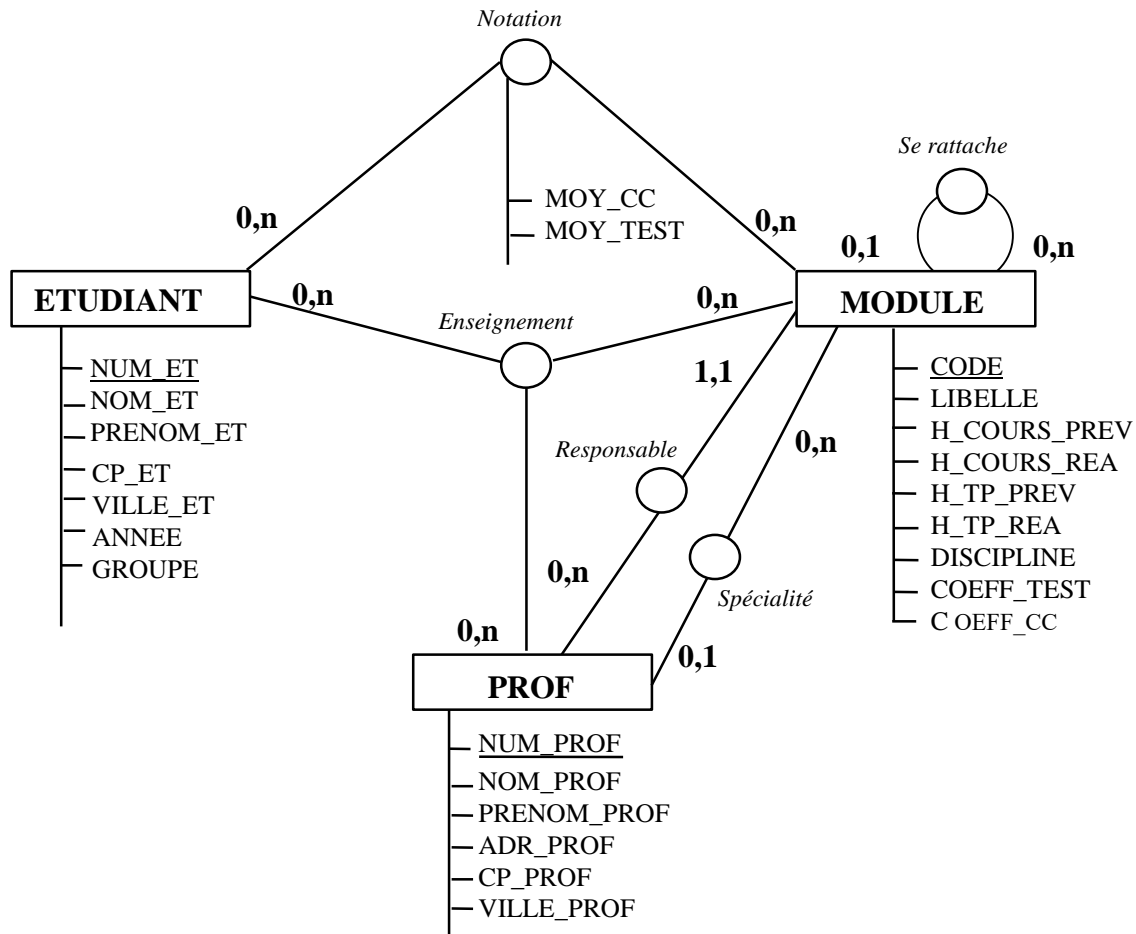 Notation
Se rattache
MOY_CC
MOY_TEST
0,n
0,n
0,1
0,n
ETUDIANT
0,n
Enseignement
0,n
MODULE
NUM_ET
NOM_ET
PRENOM_ET
CP_ET
VILLE_ET
ANNEE
GROUPE
1,1
Responsable
0,n
0,n
Spécialité
CODE
LIBELLE
H_COURS_PREV
H_COURS_REA
H_TP_PREV
H_TP_REA
DISCIPLINE
COEFF_TEST
C OEFF_CC
0,n
0,1
PROF
NUM_PROF
NOM_PROF
PRENOM_PROF
ADR_PROF
CP_PROF
VILLE_PROF